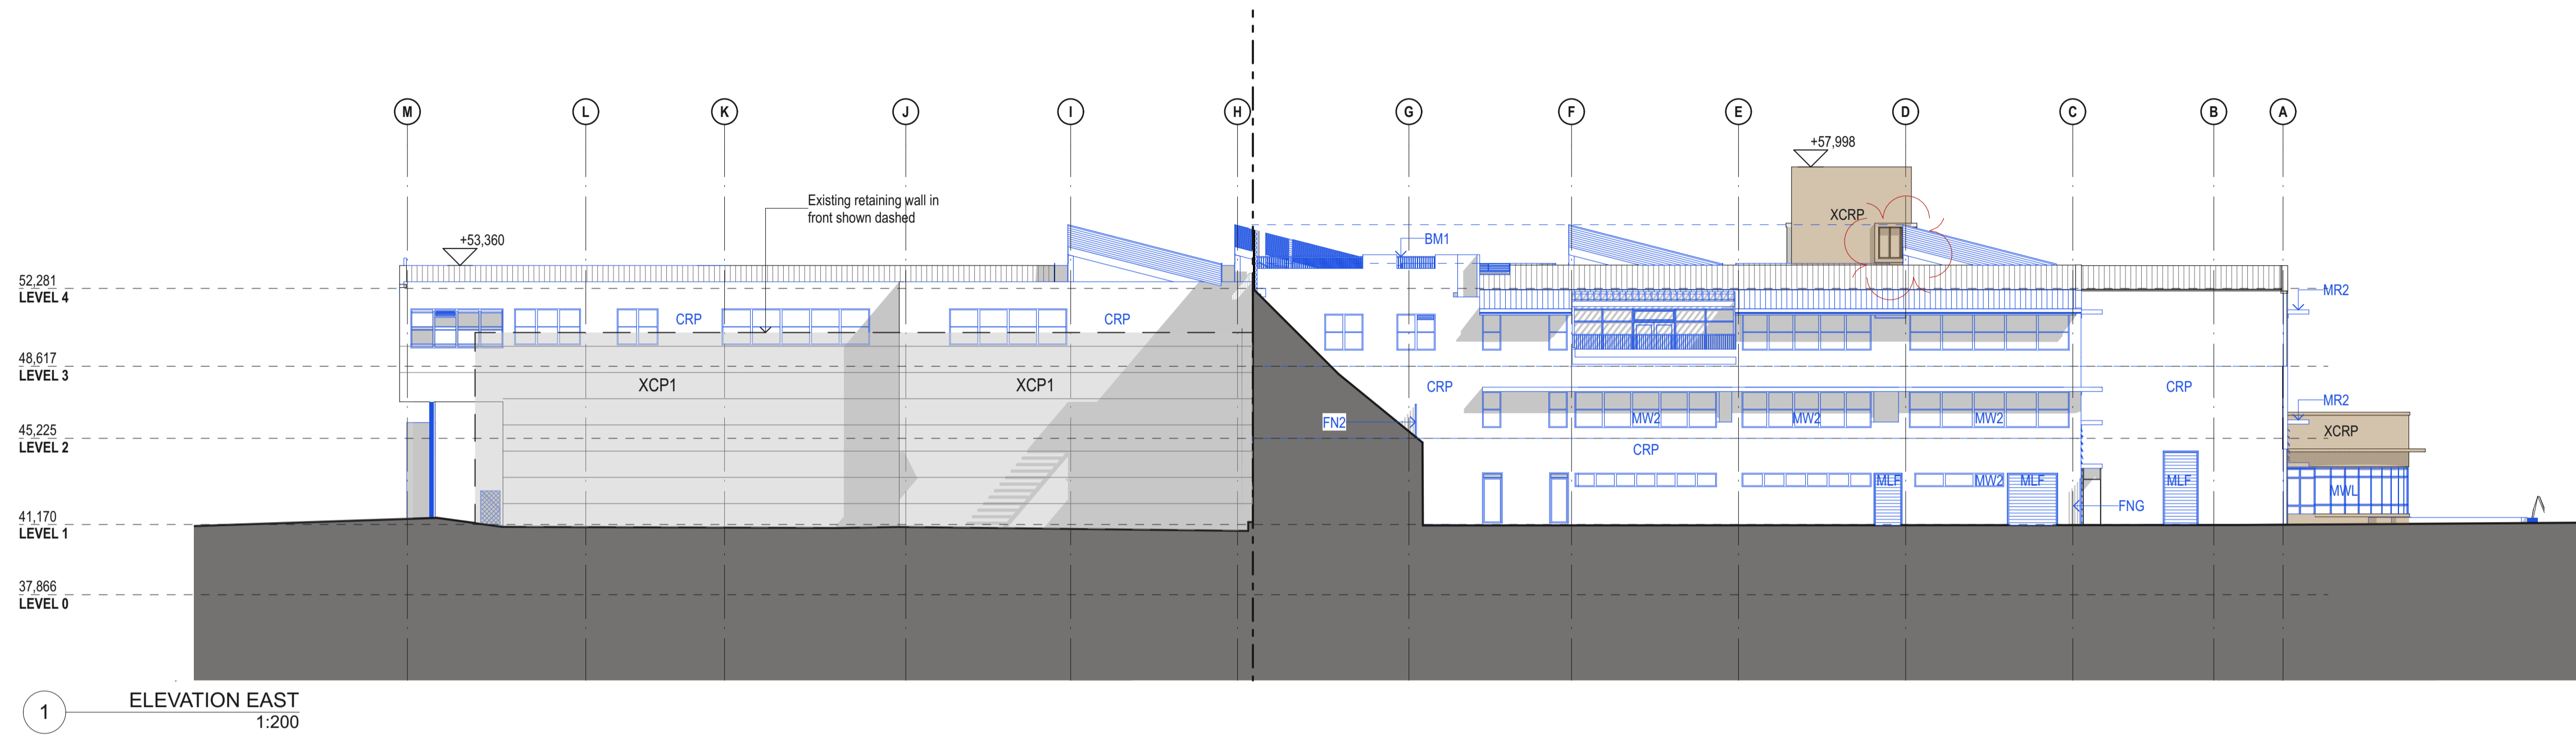 M L K J I H G F E D C B A
+57,998
Existing retaining wall in
front shown dashed
XCRP
+53,360
BM1
52,281
LEVEL 4
MR2
CRP
CRP
48,617
LEVEL 3
XCP1
XCP1
CRP
CRP
MR2
FN2
MW2
MW2
MW2
XCRP
45,225
LEVEL 2
CRP
MLF
MW2
MLF
MLF
MWL
FNG
41,170
LEVEL 1
37,866
LEVEL 0
1
ELEVATION EAST
1:200